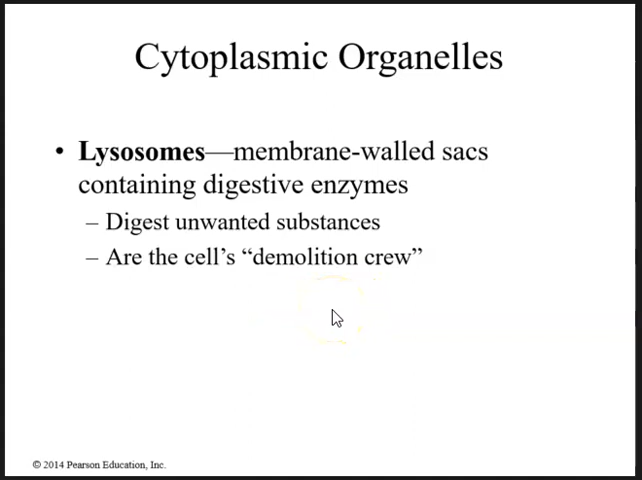 Cytoplasmic Organelles
• Lysosomes—membrane-walled sacs
containing digestive enzymes
– Digest unwanted substances
– Are the cell’s “demolition crew”
© 2014 Pearson Education, Inc.